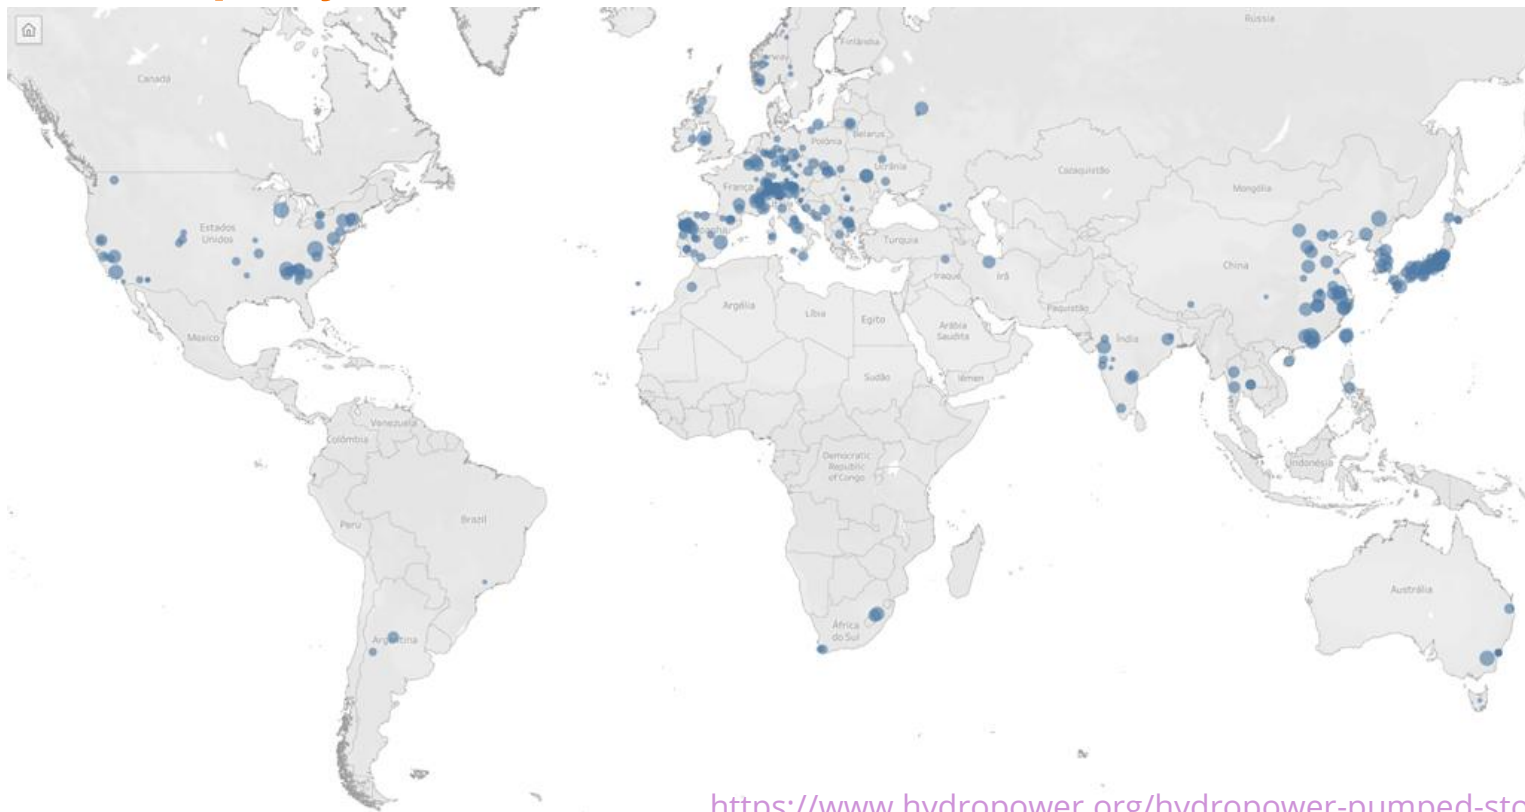 Rússia
Finlândia
Norway
Canadá
Belarus
Polônia
Ucrânia
França
Cazaquistão
Mongólia
Estados
Unidos
Turquia
China
Iraque
Irã
Argélia
Líbia
Egito
Paquistão
Arábia
Saudita
México
Índia
Sudão
Iêmen
Venezuela
Colômbia
Democratic
Republic
of Congo
Indonésia
Peru
Brazil
Austrália
África
do Sul
Argentina
https://www.hydropower.org/hydropower-pumped-sto